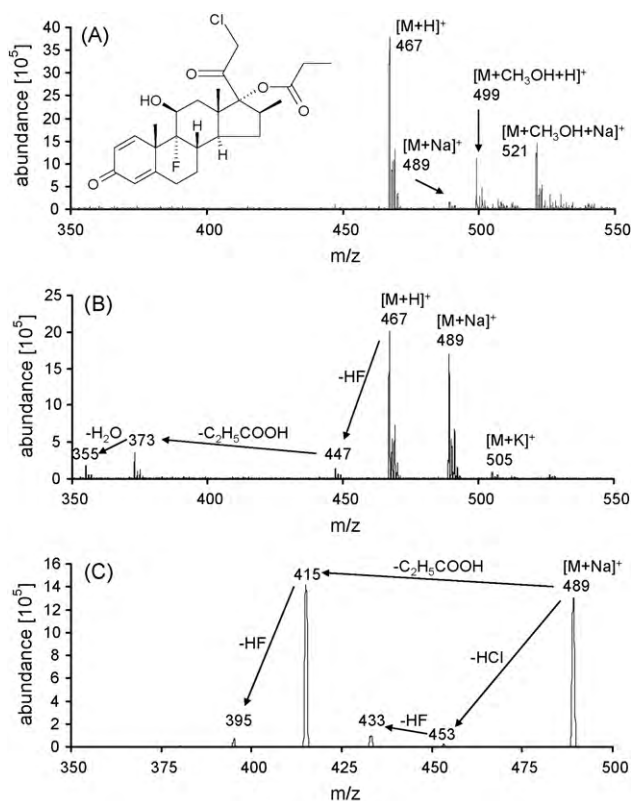 (A)
40
35
30
25
20
15
10
5
0
abundance [10⁵]
Cl
O
O
O
HO
H
F
H
O
[M+H]⁺
467
[M+Na]⁺
489
[M+CH₃OH+H]⁺
499
[M+CH₃OH+Na]⁺
521
350 400 450 500 550
m/z
(B)
25
20
15
10
5
0
abundance [10⁵]
[M+H]⁺
467
[M+Na]⁺
489
-HF
-H₂O
-C₂H₅COOH
355
373
447
[M+K]⁺
505
350 400 450 500 550
m/z
(C)
16
14
12
10
8
6
4
2
0
abundance [10⁵]
-C₂H₅COOH
[M+Na]⁺
415
489
-HF
-HCl
395
433
-HF
453
350 375 400 425 450 475 500
m/z